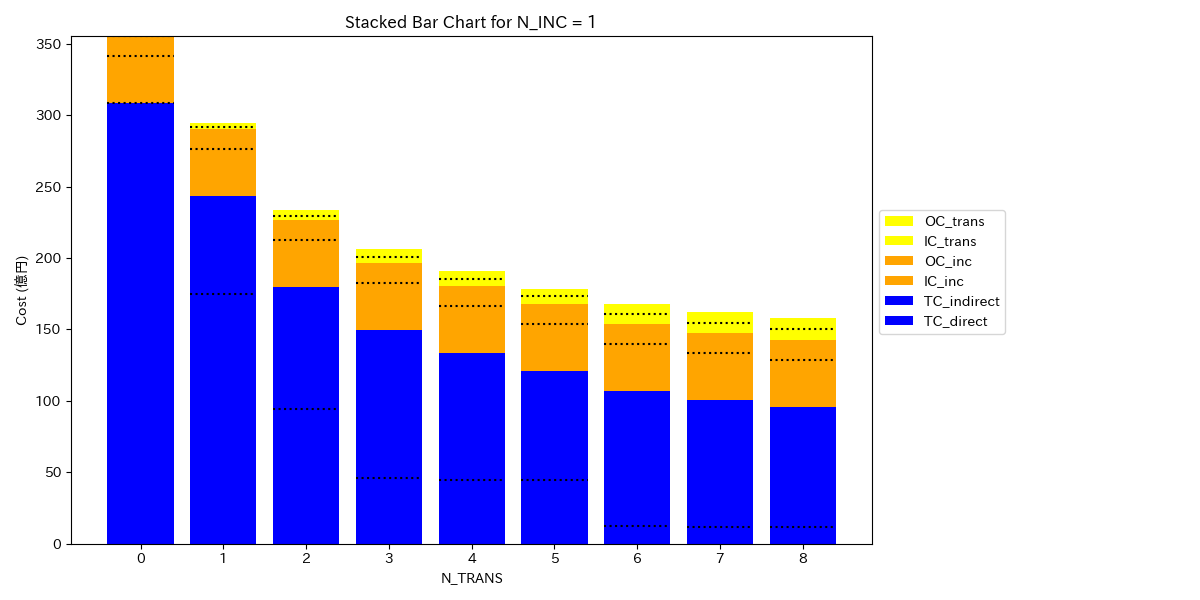 Stacked Bar Chart for N_INC = 1
Cost (億円)
350
300
250
200
150
100
50
0
0 1 2 3 4 5 6 7 8
N_TRANS
OC_trans
IC_trans
OC_inc
IC_inc
TC_indirect
TC_direct